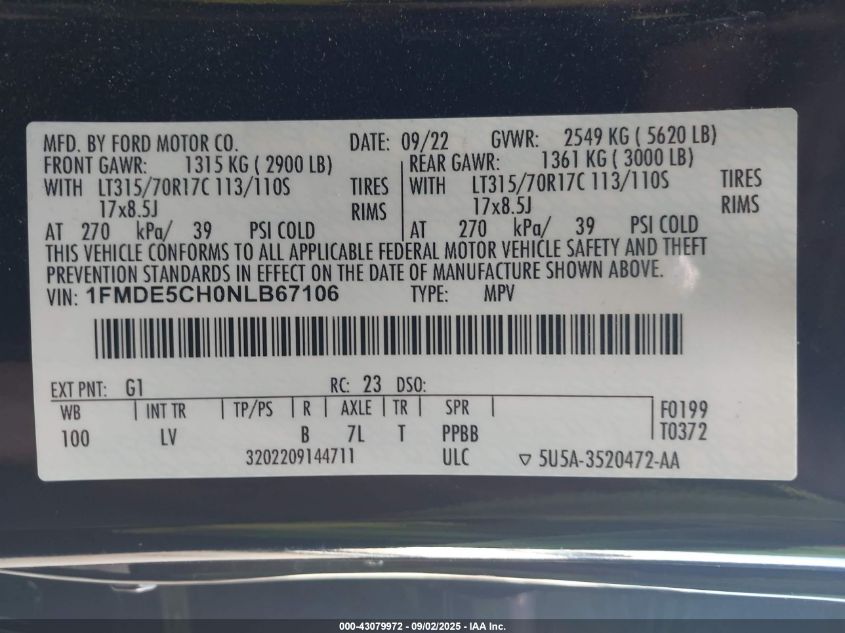 MFD. BY FORD MOTOR CO. DATE: 09/22 GVWR: 2549 KG ( 5620 LB)
FRONT GAWR: 1315 KG ( 2900 LB) REAR GAWR: 1361 KG ( 3000 LB)
WITH LT315/70R17C 113/110S TIRES WITH LT315/70R17C 113/110S TIRES
17x8.5J RIMS 17x8.5J RIMS
AT 270 kPa/ 39 PSI COLD AT 270 kPa/ 39 PSI COLD
THIS VEHICLE CONFORMS TO ALL APPLICABLE FEDERAL MOTOR VEHICLE SAFETY AND THEFT
PREVENTION STANDARDS IN EFFECT ON THE DATE OF MANUFACTURE SHOWN ABOVE.
VIN: 1FMDE5CH0NLB67106 TYPE: MPV
EXT PNT: G1 RC: 23 DSO:
WB | INT TR | TP/PS | R | AXLE | TR | SPR | F0199
100 LV B 7L T PPBB T0372
3202209144711 ULC ▽ 5U5A-3520472-AA
000-43079972 - 09/02/2025 - IAA Inc.